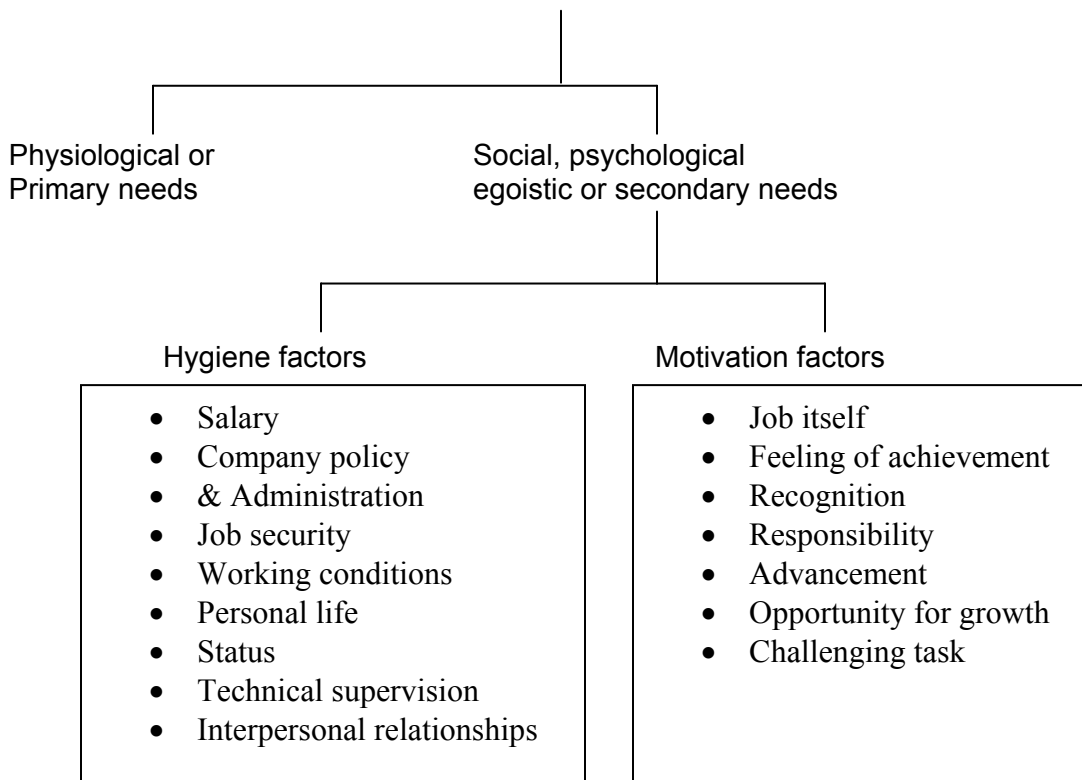 Physiological or
Primary needs
Social, psychological
egoistic or secondary needs
Hygiene factors
• Salary
• Company policy
• & Administration
• Job security
• Working conditions
• Personal life
• Status
• Technical supervision
• Interpersonal relationships
Motivation factors
• Job itself
• Feeling of achievement
• Recognition
• Responsibility
• Advancement
• Opportunity for growth
• Challenging task